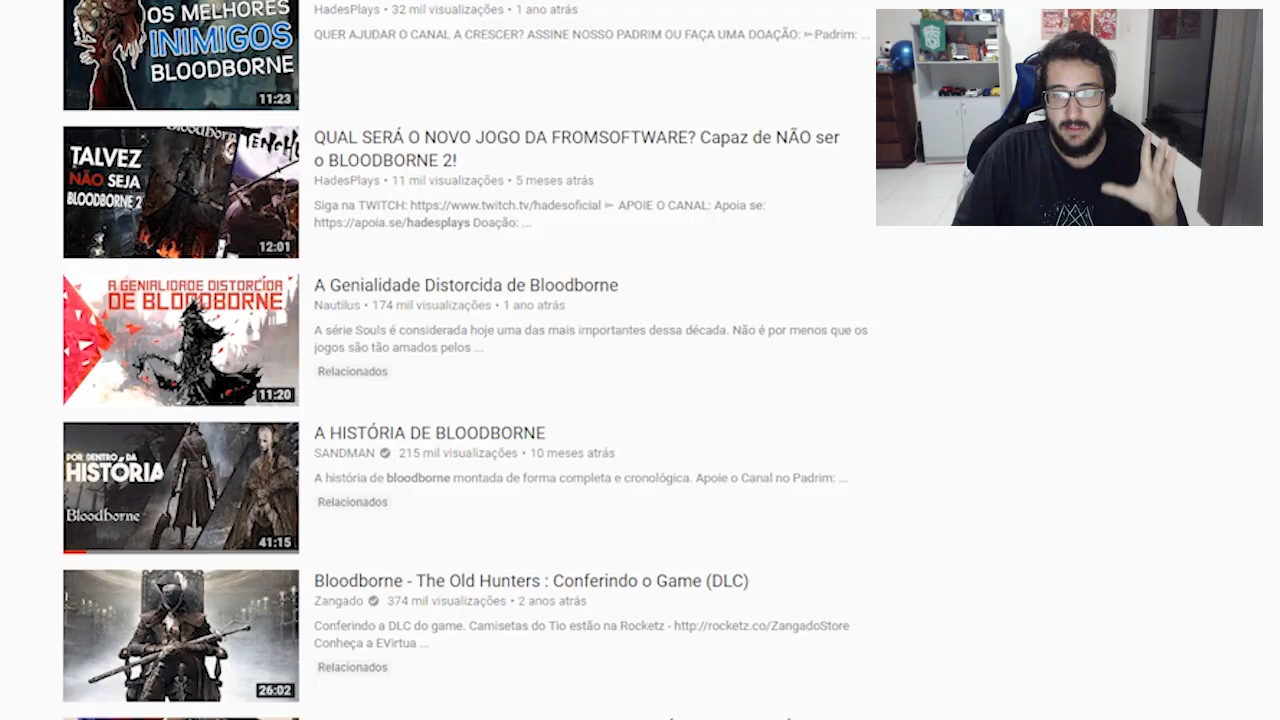 OS MELHORES
INIMIGOS
BLOODBORNE
11:23
HadesPlays • 32 mil visualizações • 1 ano atrás
QUER AJUDAR O CANAL A CRESCER? ASSINE NOSSO PADRIM OU FAÇA UMA DOAÇÃO: ➳Padrim: ...
Bloodborn
TENCHU
TALVEZ
NÃO SEJA
BLOODBORNE 2
12:01
QUAL SERÁ O NOVO JOGO DA FROMSOFTWARE? Capaz de NÃO ser
o BLOODBORNE 2!
HadesPlays • 11 mil visualizações • 5 meses atrás
Siga na TWITCH: https://www.twitch.tv/hadesoficial ➳ APOIE O CANAL: Apoia se:
https://apoia.se/hadesplays Doação: ...
A GENIALIDADE DISTORCIDA
DE BLOODBORNE
11:20
A Genialidade Distorcida de Bloodborne
Nautilus • 174 mil visualizações • 1 ano atrás
A série Souls é considerada hoje uma das mais importantes dessa década. Não é por menos que os
jogos são tão amados pelos ...
Relacionados
POR DENTRO DA
HISTÓRIA
Bloodborne
41:15
A HISTÓRIA DE BLOODBORNE
SANDMAN 215 mil visualizações • 10 meses atrás
A história de bloodborne montada de forma completa e cronológica. Apoie o Canal no Padrim: ...
Relacionados
26:02
Bloodborne - The Old Hunters : Conferindo o Game (DLC)
Zangado 374 mil visualizações • 2 anos atrás
Conferindo a DLC do game. Camisetas do Tio estão na Rocketz - http://rocketz.co/ZangadoStore
Conheça a EVirtua ...
Relacionados